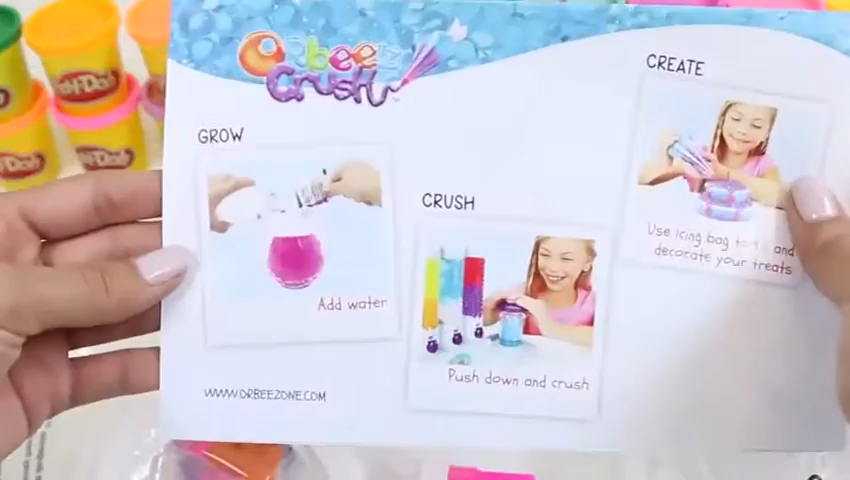 Orbeez
Crush
GROW
Add water
CRUSH
Push down and crush
CREATE
Use icing bag to and
decorate your treats
WWW.ORBEEZONE.COM
Play-Doh
Play-Doh
Play-Doh